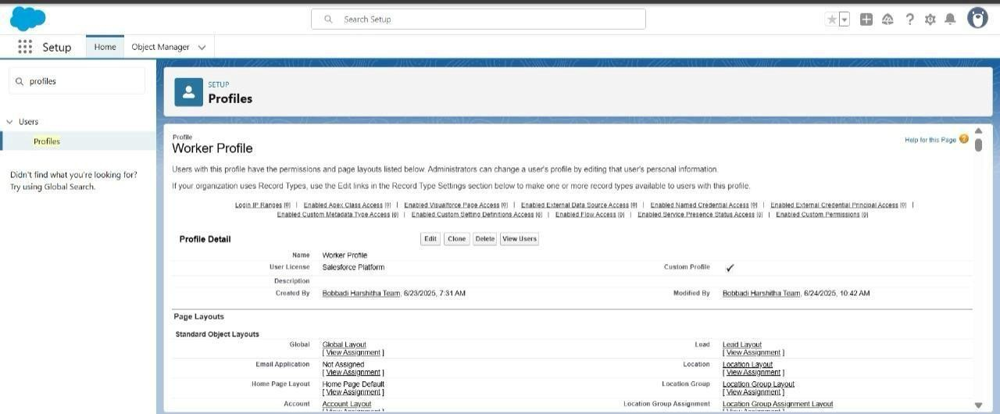 Search Setup
Setup
Home
Object Manager
profiles
Users
Profiles
Didn't find what you're looking for?
Try using Global Search.
SETUP
Profiles
Profile
Worker Profile
Help for this Page
Users with this profile have the permissions and page layouts listed below. Administrators can change a user's profile by editing that user's personal information.
If your organization uses Record Types, use the Edit links in the Record Type Settings section below to make one or more record types available to users with this profile.
Login IP Ranges [0] | Enabled Apex Class Access [0] | Enabled Visualforce Page Access [0] | Enabled External Data Source Access [0] | Enabled Named Credential Access [0] | Enabled External Credential Principal Access [0] |
Enabled Custom Metadata Type Access [0] | Enabled Custom Setting Definitions Access [0] | Enabled Flow Access [0] | Enabled Service Presence Status Access [0] | Enabled Custom Permissions [0]
Profile Detail Edit Clone Delete View Users
Name Worker Profile
User License Salesforce Platform Custom Profile ✓
Description
Created By Bobbadi Harshitha Team, 6/23/2025, 7:31 AM Modified By Bobbadi Harshitha Team, 6/24/2025, 10:42 AM
Page Layouts
Standard Object Layouts
Global Global Layout Lead Lead Layout
[ View Assignment ] [ View Assignment ]
Email Application Not Assigned Location Location Layout
[ View Assignment ] [ View Assignment ]
Home Page Layout Home Page Default Location Group Location Group Layout
[ View Assignment ] [ View Assignment ]
Account Account Layout Location Group Assignment Location Group Assignment Layout